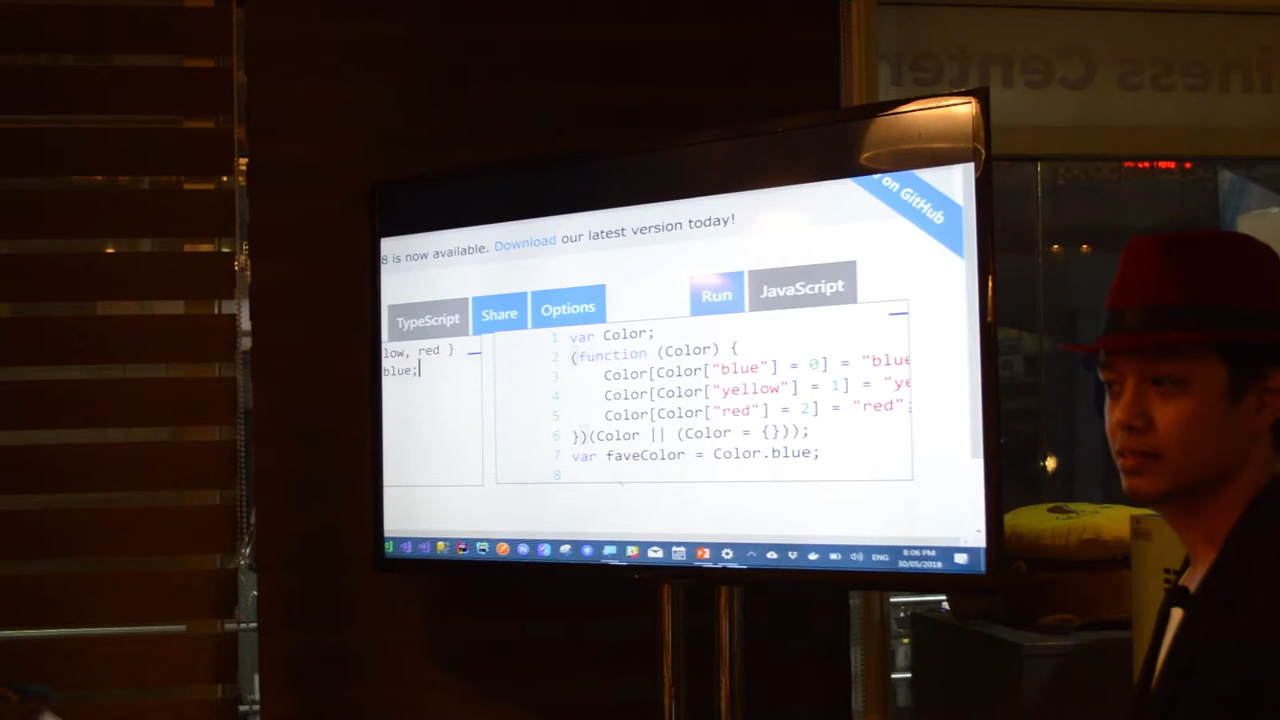 iness Center
on GitHub
8 is now available. Download our latest version today!
TypeScript Share Options Run JavaScript
low, red }
blue;
1 var Color;
2 (function (Color) {
3 Color[Color["blue"] = 0] = "blue
4 Color[Color["yellow"] = 1] = "ye
5 Color[Color["red"] = 2] = "red";
6 })(Color || (Color = {}));
7 var faveColor = Color.blue;
8
ENG
8:06 PM
30/05/2018